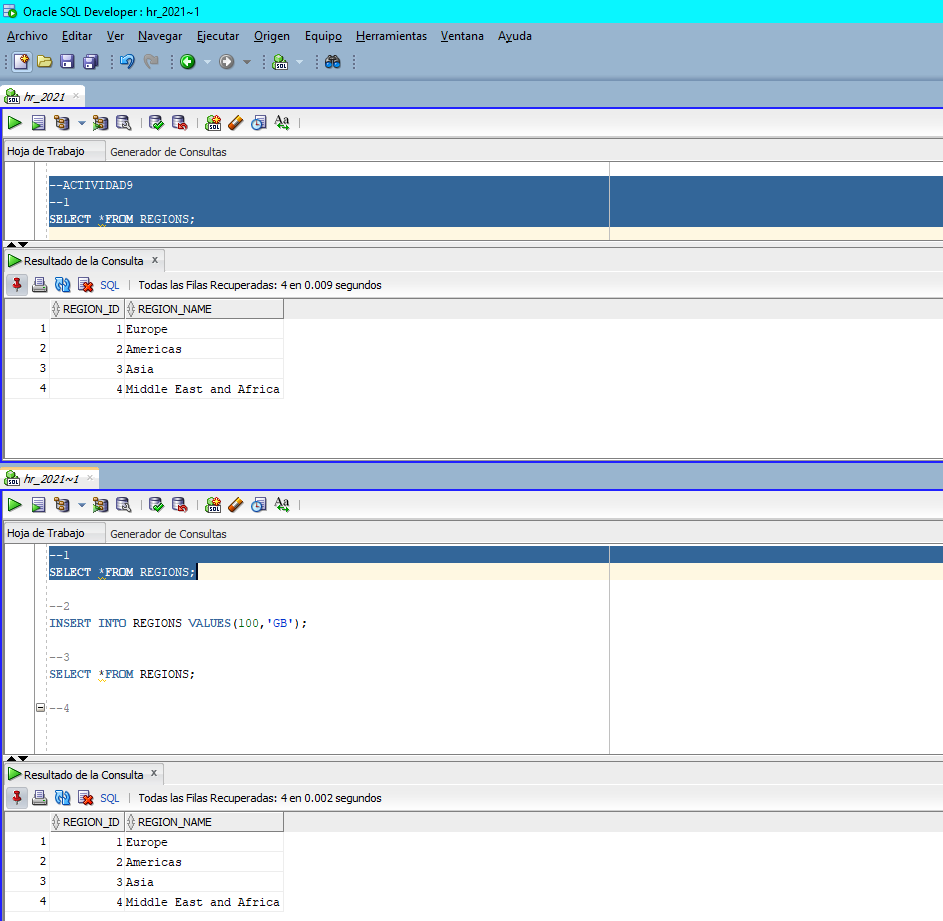 Oracle SQL Developer : hr_2021~1
Archivo Editar Ver Navegar Ejecutar Origen Equipo Herramientas Ventana Ayuda
hr_2021
Hoja de Trabajo Generador de Consultas
--ACTIVIDAD9
--1
SELECT *FROM REGIONS;
Resultado de la Consulta x
SQL | Todas las Filas Recuperadas: 4 en 0.009 segundos
REGION_ID REGION_NAME
1 1 Europe
2 2 Americas
3 3 Asia
4 4 Middle East and Africa
hr_2021~1
Hoja de Trabajo Generador de Consultas
--1
SELECT *FROM REGIONS;
--2
INSERT INTO REGIONS VALUES(100,'GB');
--3
SELECT *FROM REGIONS;
--4
Resultado de la Consulta x
SQL | Todas las Filas Recuperadas: 4 en 0.002 segundos
REGION_ID REGION_NAME
1 1 Europe
2 2 Americas
3 3 Asia
4 4 Middle East and Africa